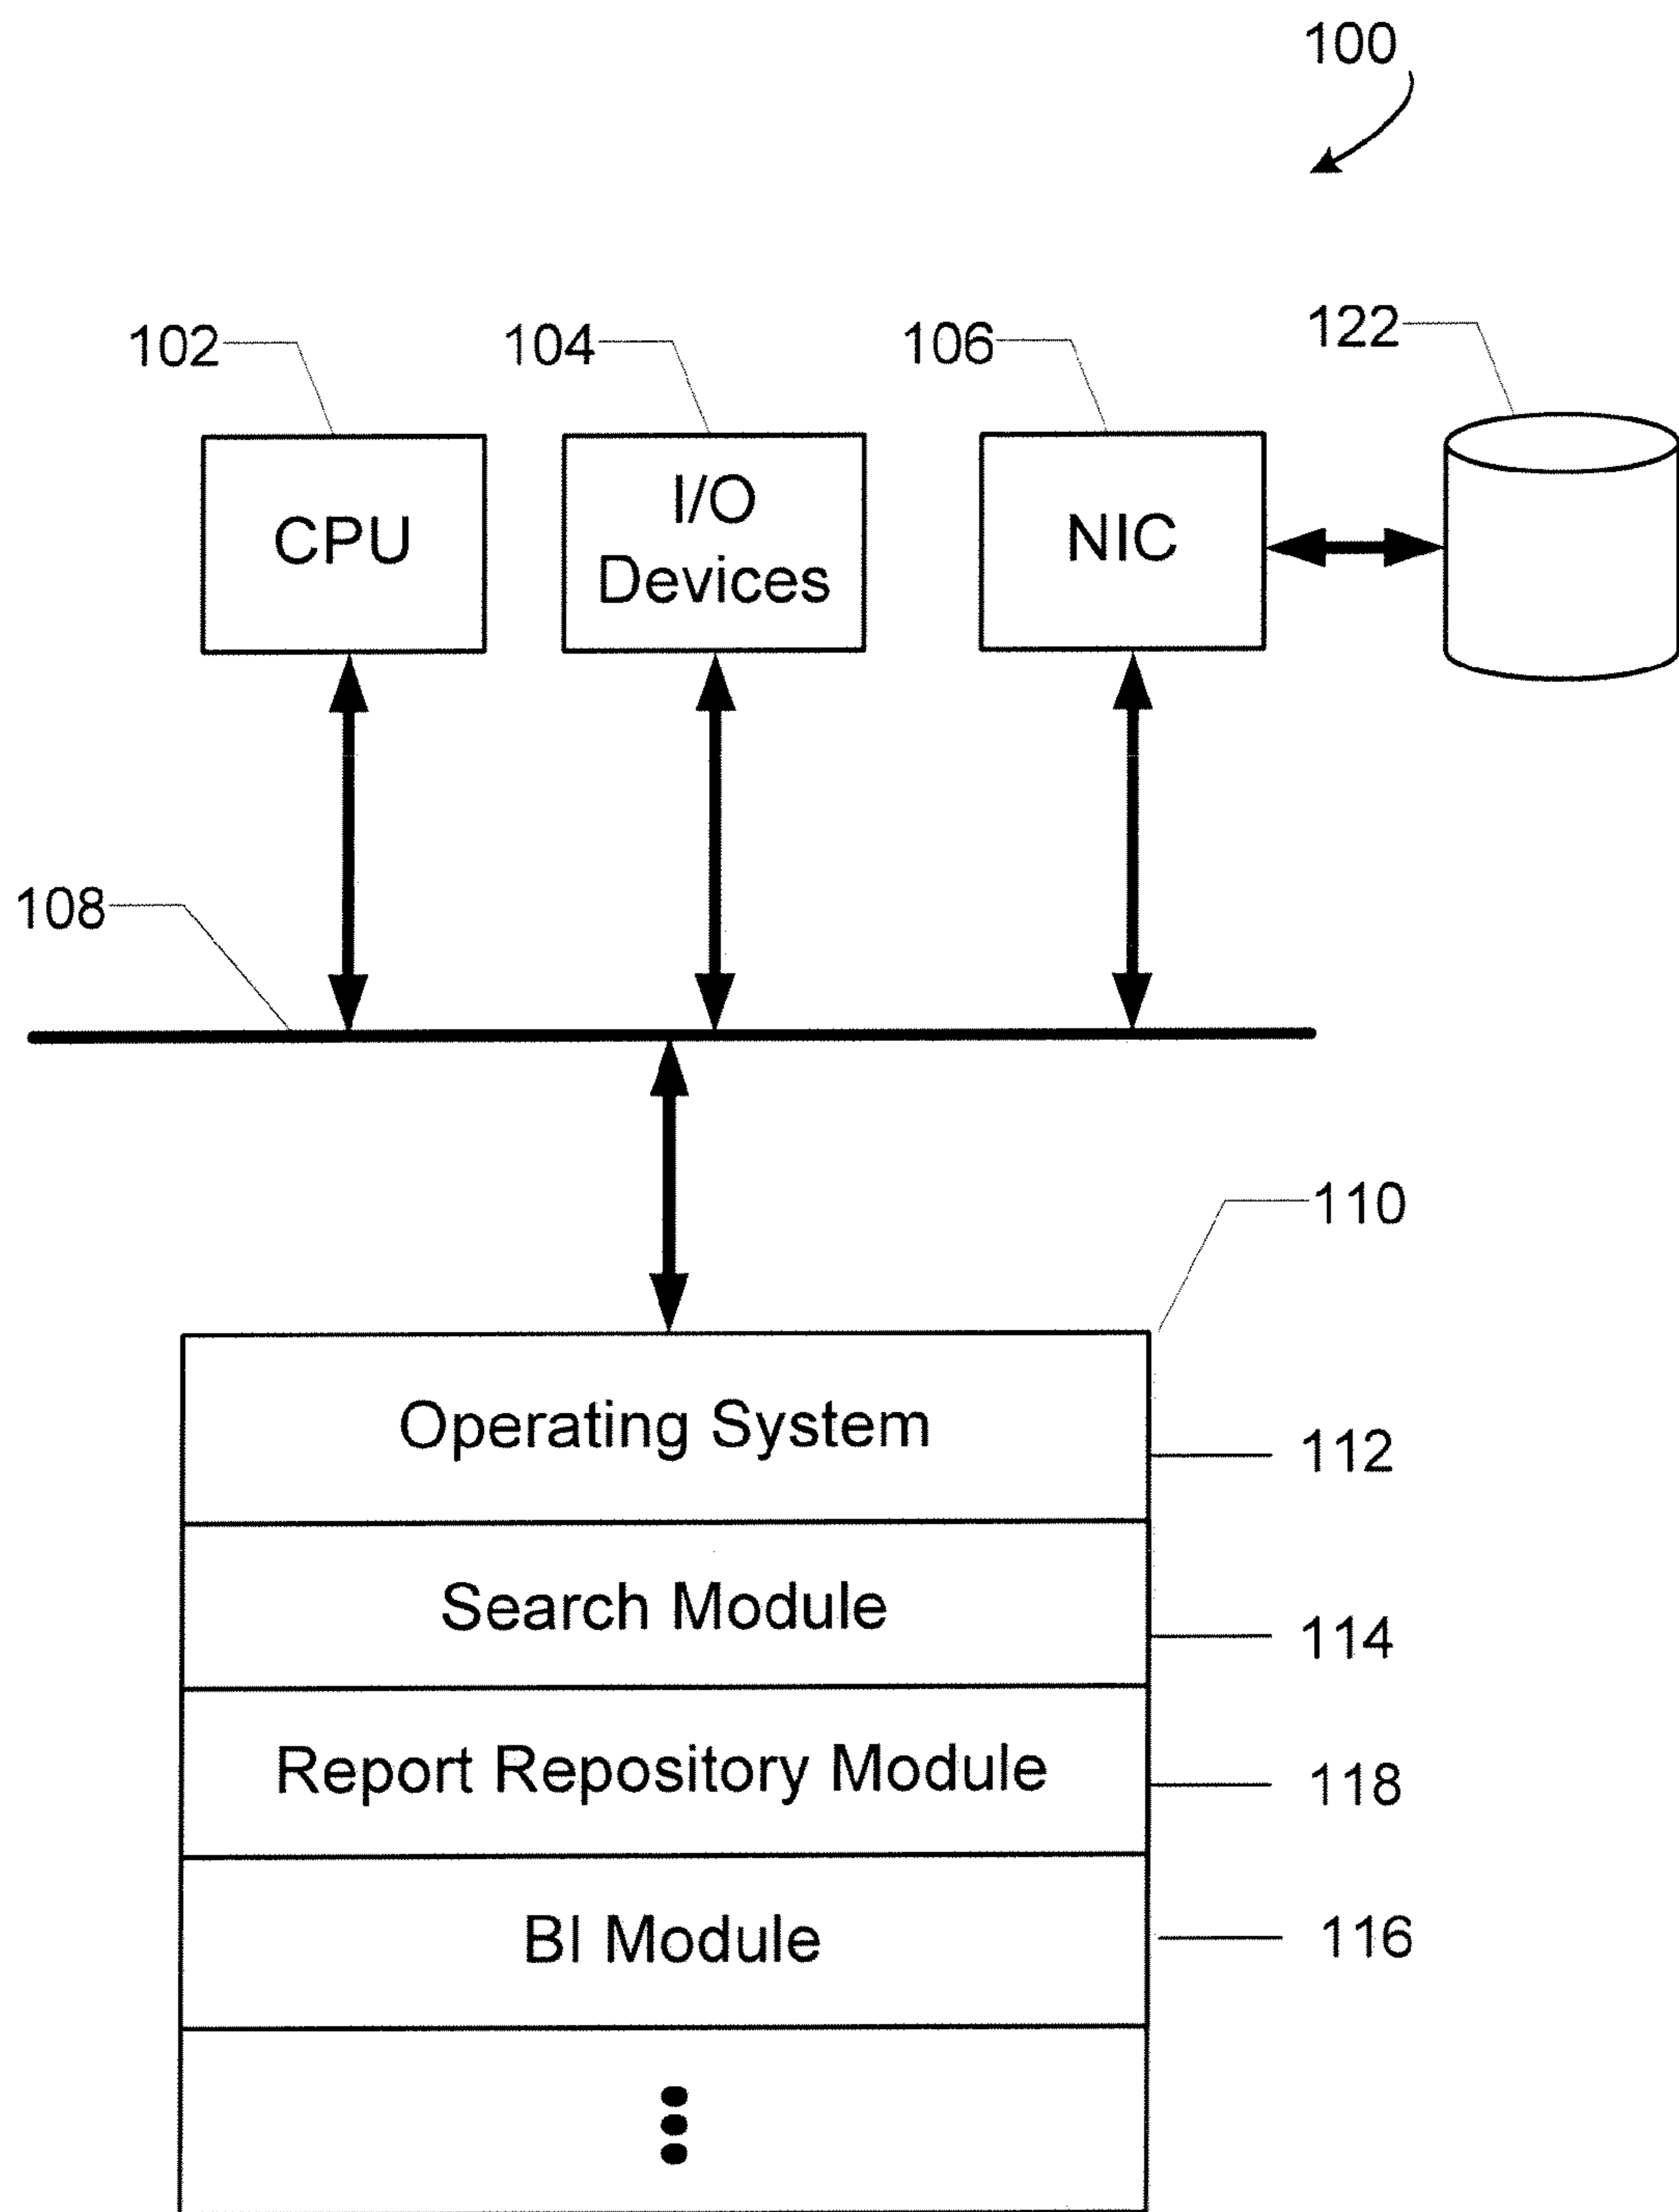 100
102
104
106
122
CPU
I/O
Devices
NIC
108
110
Operating System
112
Search Module
114
Report Repository Module
118
BI Module
116